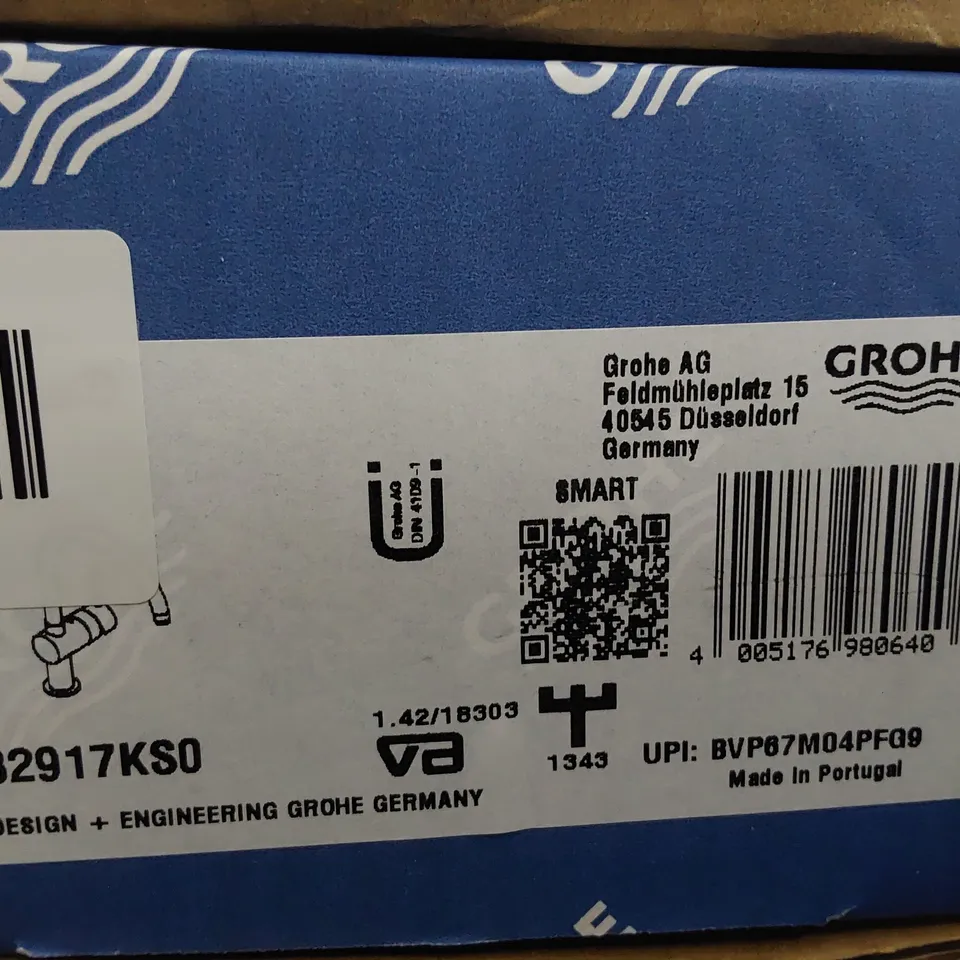 Grohe AG
Feldmühleplatz 15
40545 Düsseldorf
Germany
GROH
Grohe AG
DIN 4109-1
SMART
4 005176 980640
1.42/18303
va
1343
32917KS0
UPI: BVP67M04PFG9
Made in Portugal
DESIGN + ENGINEERING GROHE GERMANY